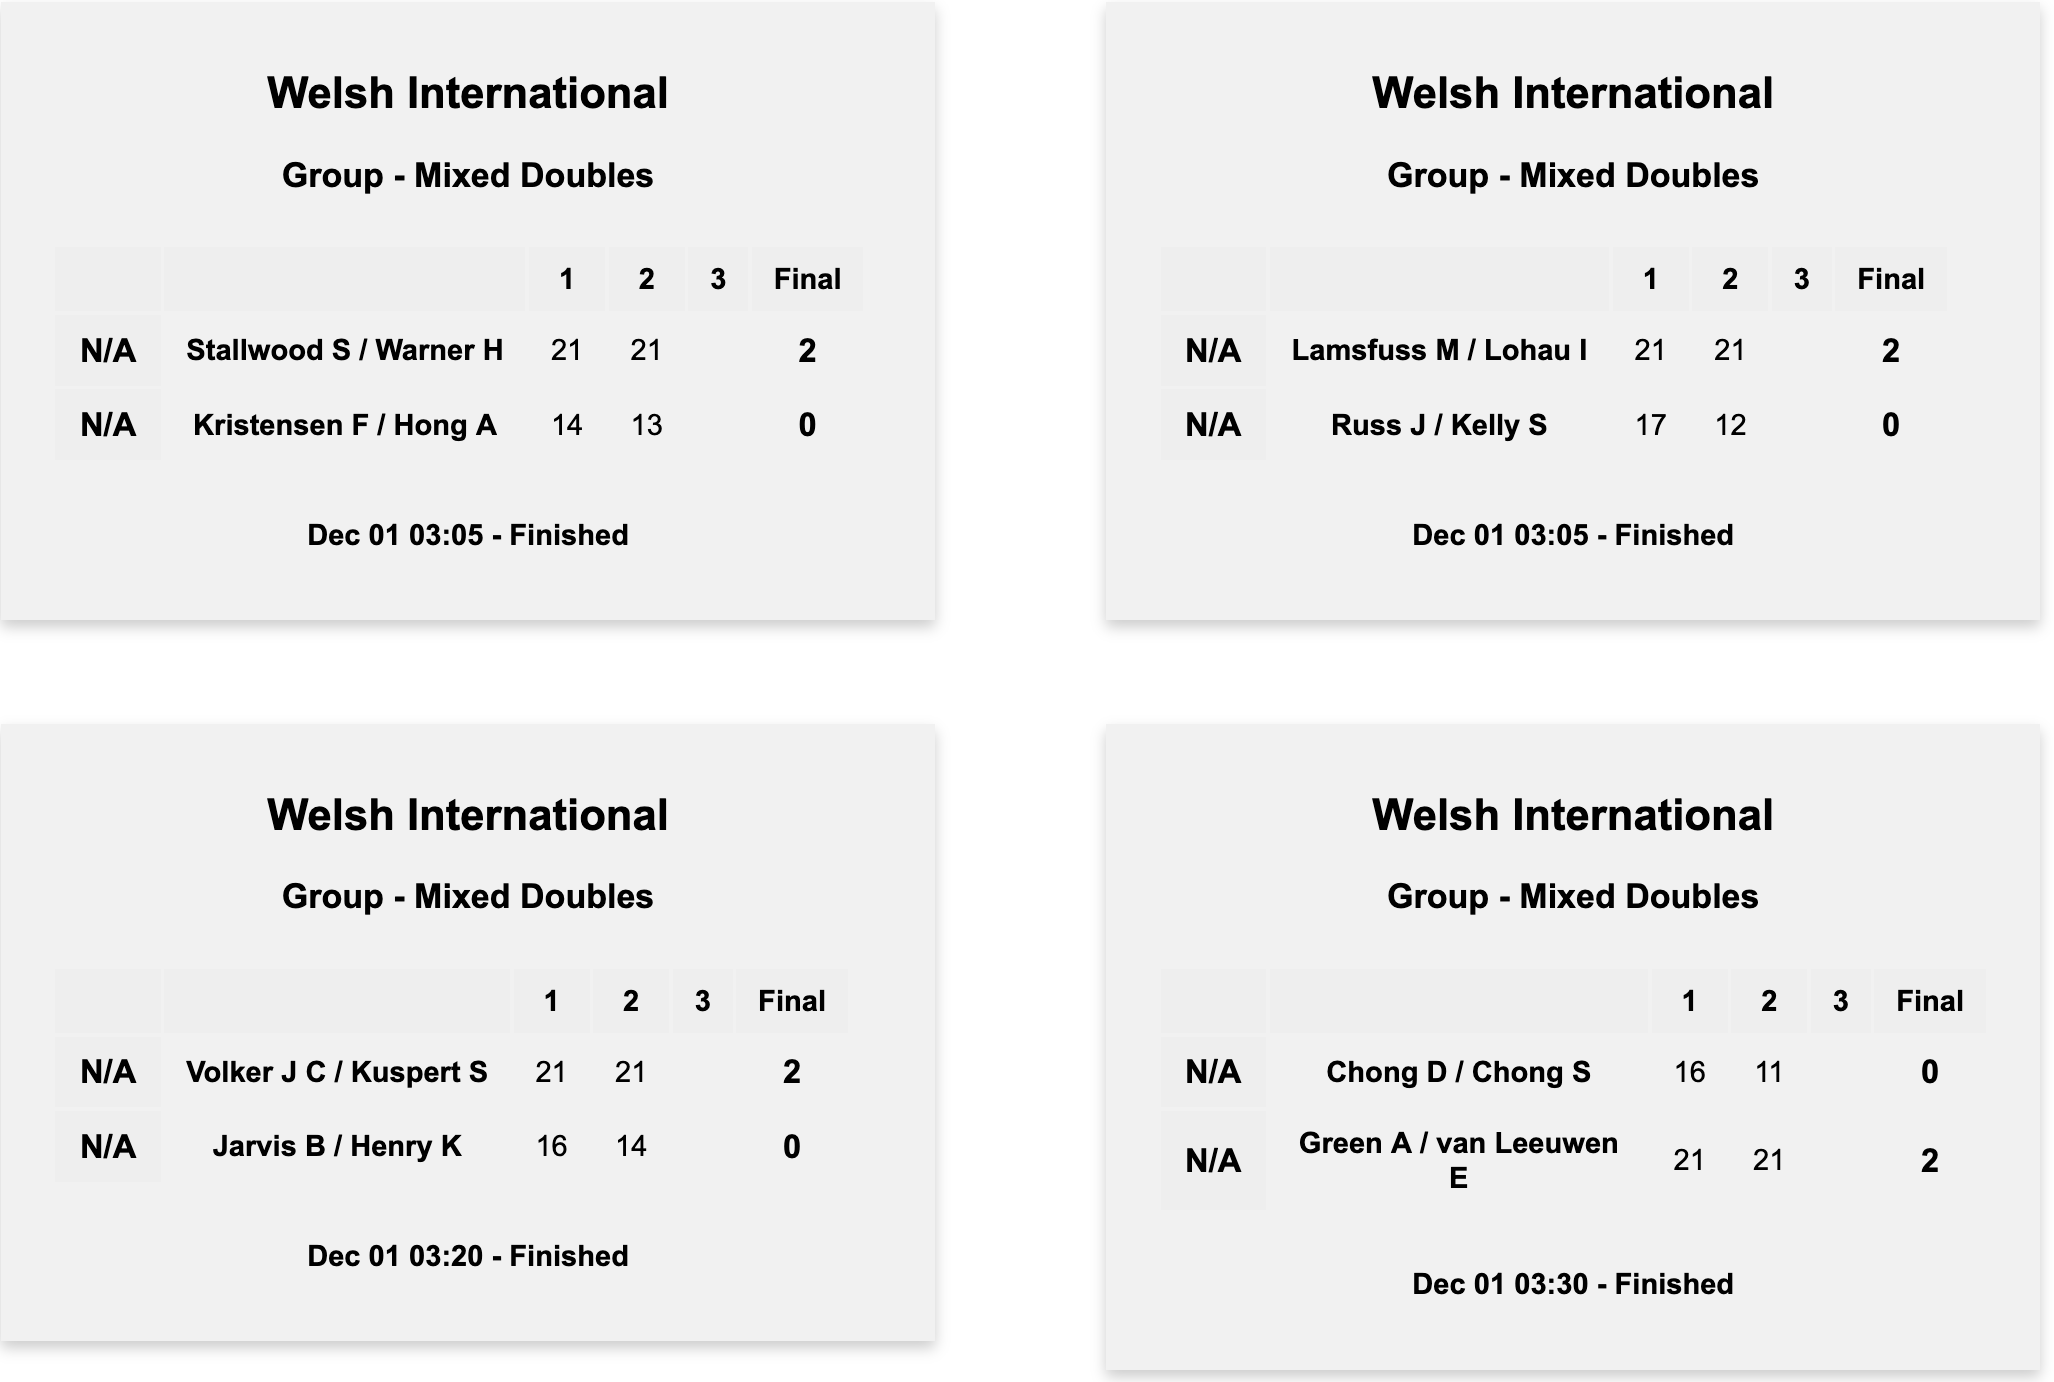 Welsh International
Group - Mixed Doubles
1 2 3 Final
N/A Stallwood S / Warner H 21 21 2
N/A Kristensen F / Hong A 14 13 0
Dec 01 03:05 - Finished
Welsh International
Group - Mixed Doubles
1 2 3 Final
N/A Lamsfuss M / Lohau I 21 21 2
N/A Russ J / Kelly S 17 12 0
Dec 01 03:05 - Finished
Welsh International
Group - Mixed Doubles
1 2 3 Final
N/A Volker J C / Kuspert S 21 21 2
N/A Jarvis B / Henry K 16 14 0
Dec 01 03:20 - Finished
Welsh International
Group - Mixed Doubles
1 2 3 Final
N/A Chong D / Chong S 16 11 0
N/A Green A / van Leeuwen
E 21 21 2
Dec 01 03:30 - Finished